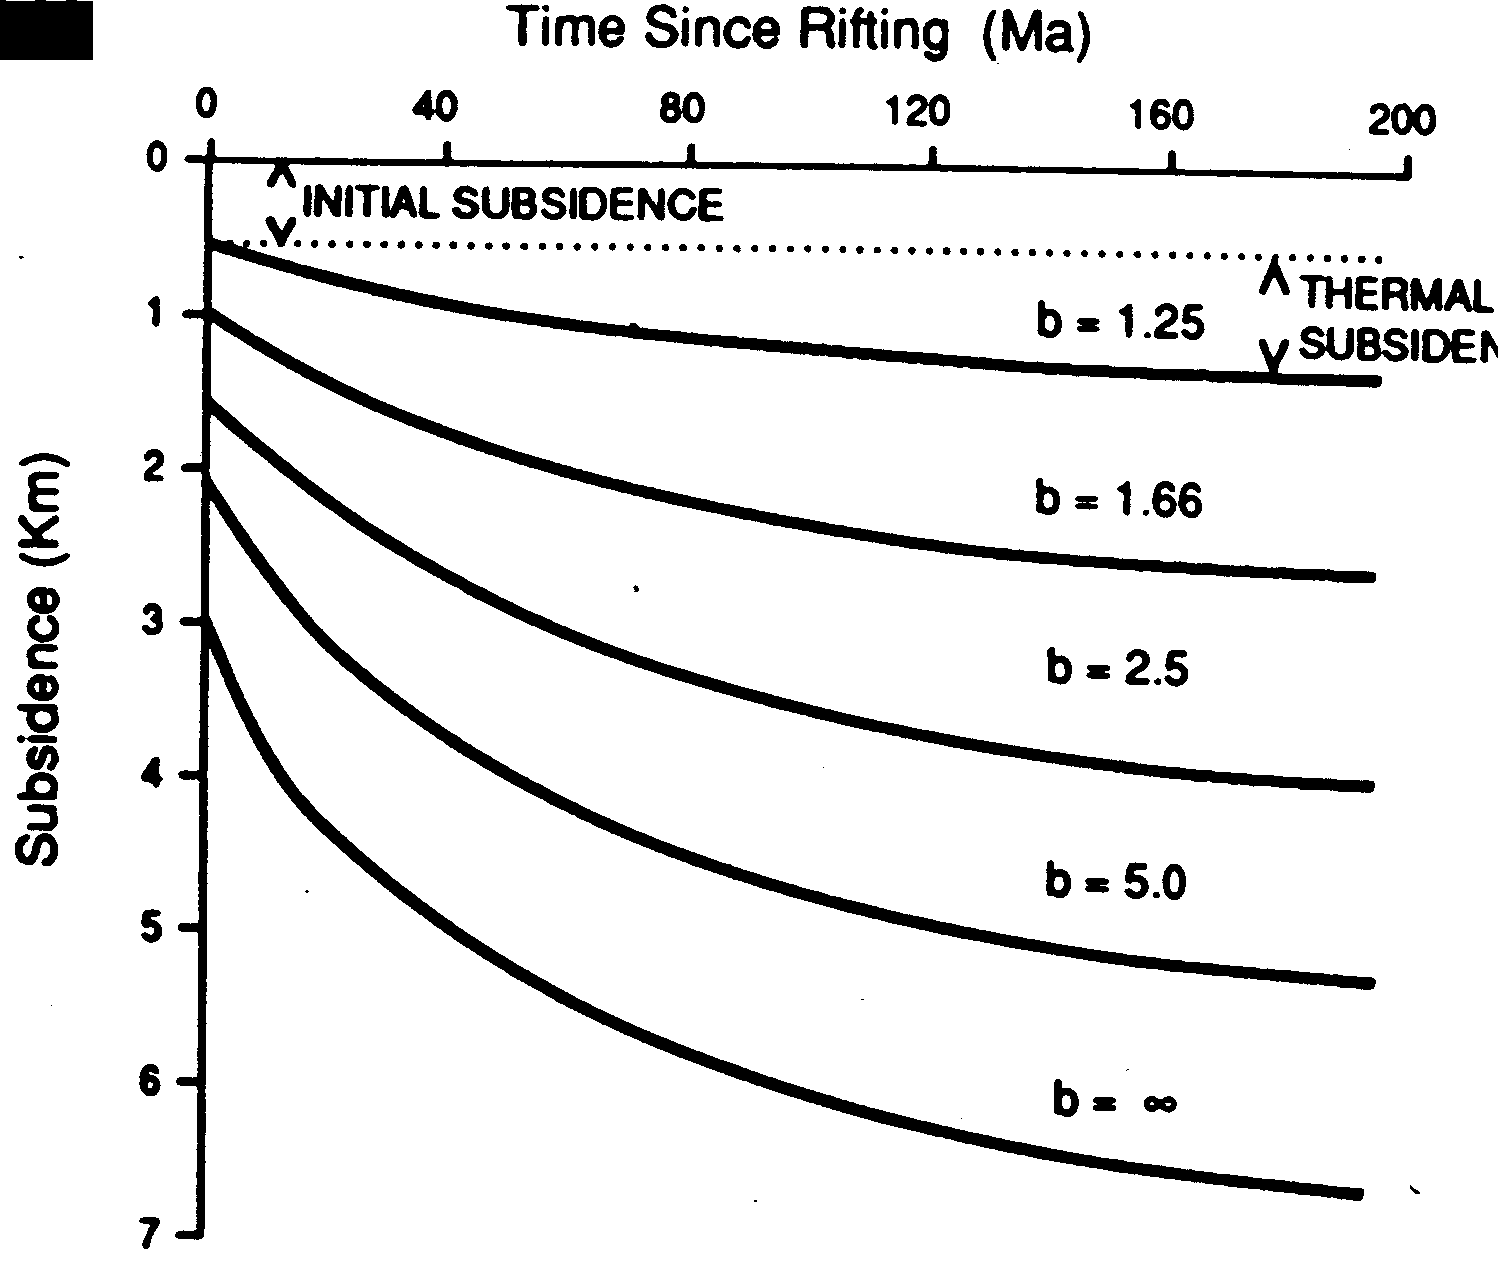 Time Since Rifting (Ma)
0 40 80 120 160 200
0
INITIAL SUBSIDENCE
THERMAL
1
b = 1.25
SUBSIDEN
2
b = 1.66
3
b = 2.5
4
b = 5.0
5
6
b = ∞
7
Subsidence (Km)